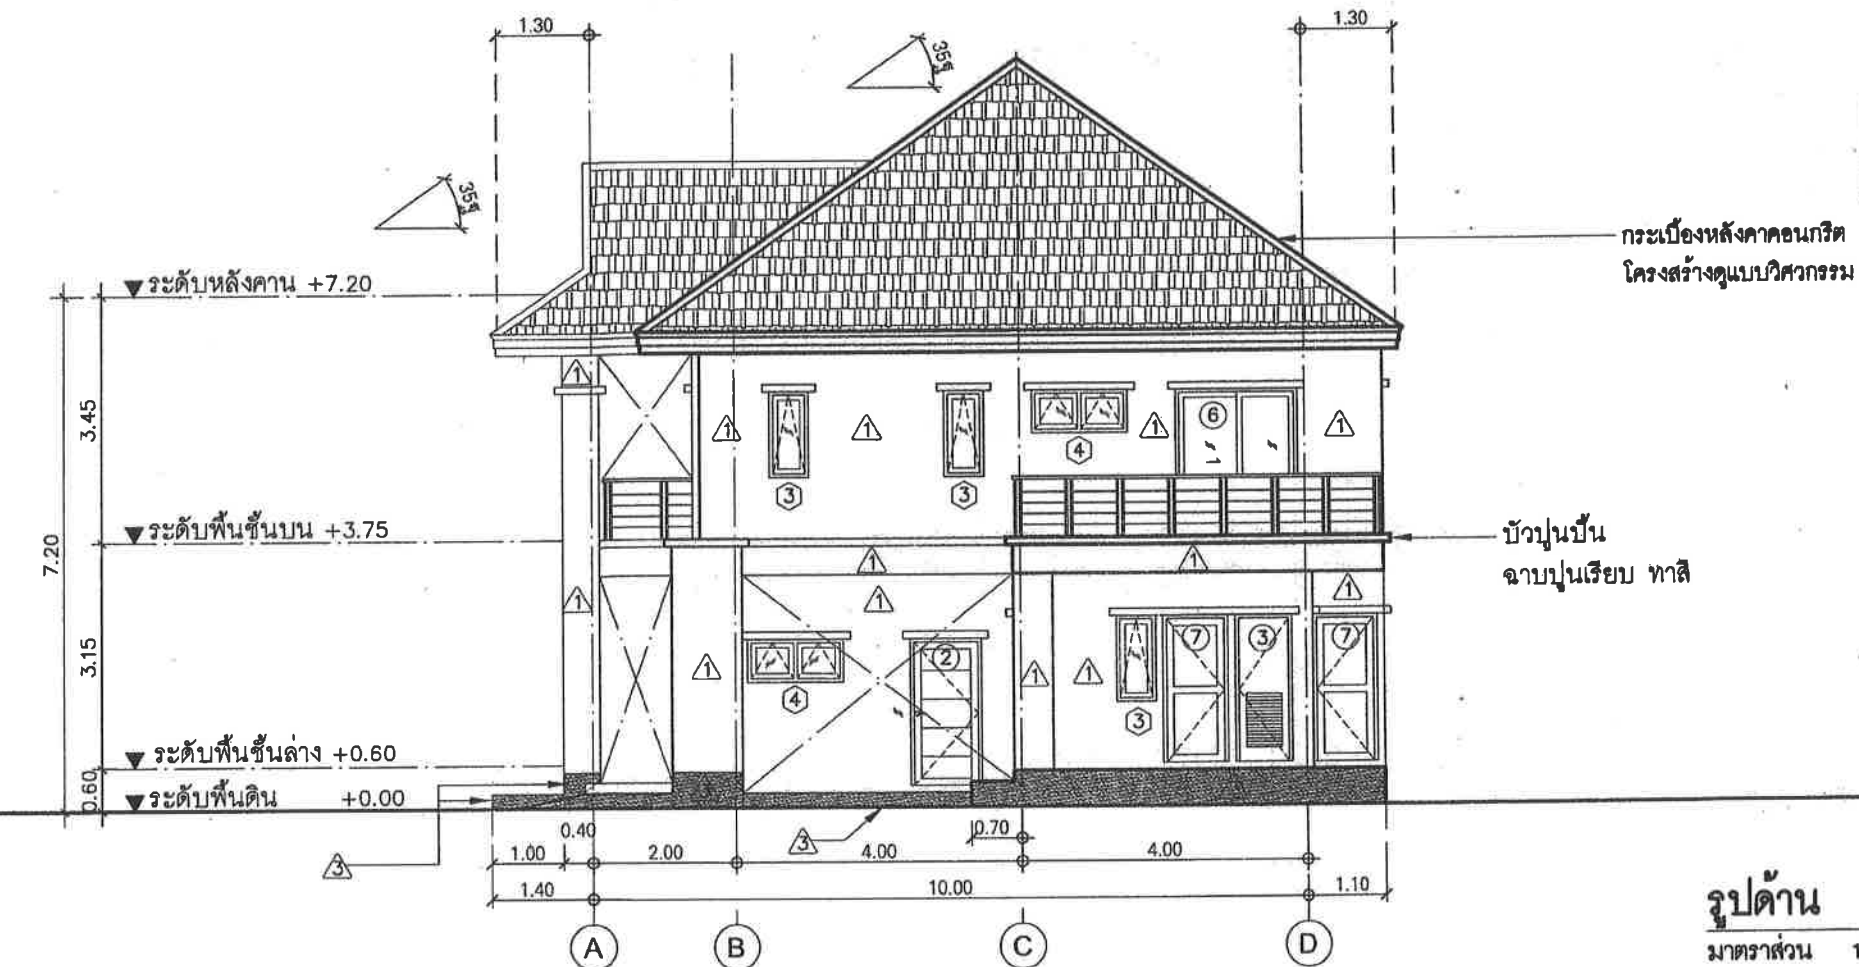 1.30
1.30
35ฐ
35ฐ
กระเบื้องหลังคาคอนกรีต
โครงสร้างดูแบบวิศวกรรม
ระดับหลังคาน +7.20
1
3.45
1
1
6
1
1
4
1
3
3
ระดับพื้นชั้นบน +3.75
7.20
บัวปูนปั้น
ฉาบปูนเรียบ ทาสี
1
1
1
1
1
3.15
7
3
7
2
1
1
1
4
3
ระดับพื้นชั้นล่าง +0.60
0.60
ระดับพื้นดิน +0.00
0.40
0.70
3
3
1.00
2.00
4.00
4.00
1.40
10.00
1.10
รูปด้าน
มาตราส่วน
A
B
C
D